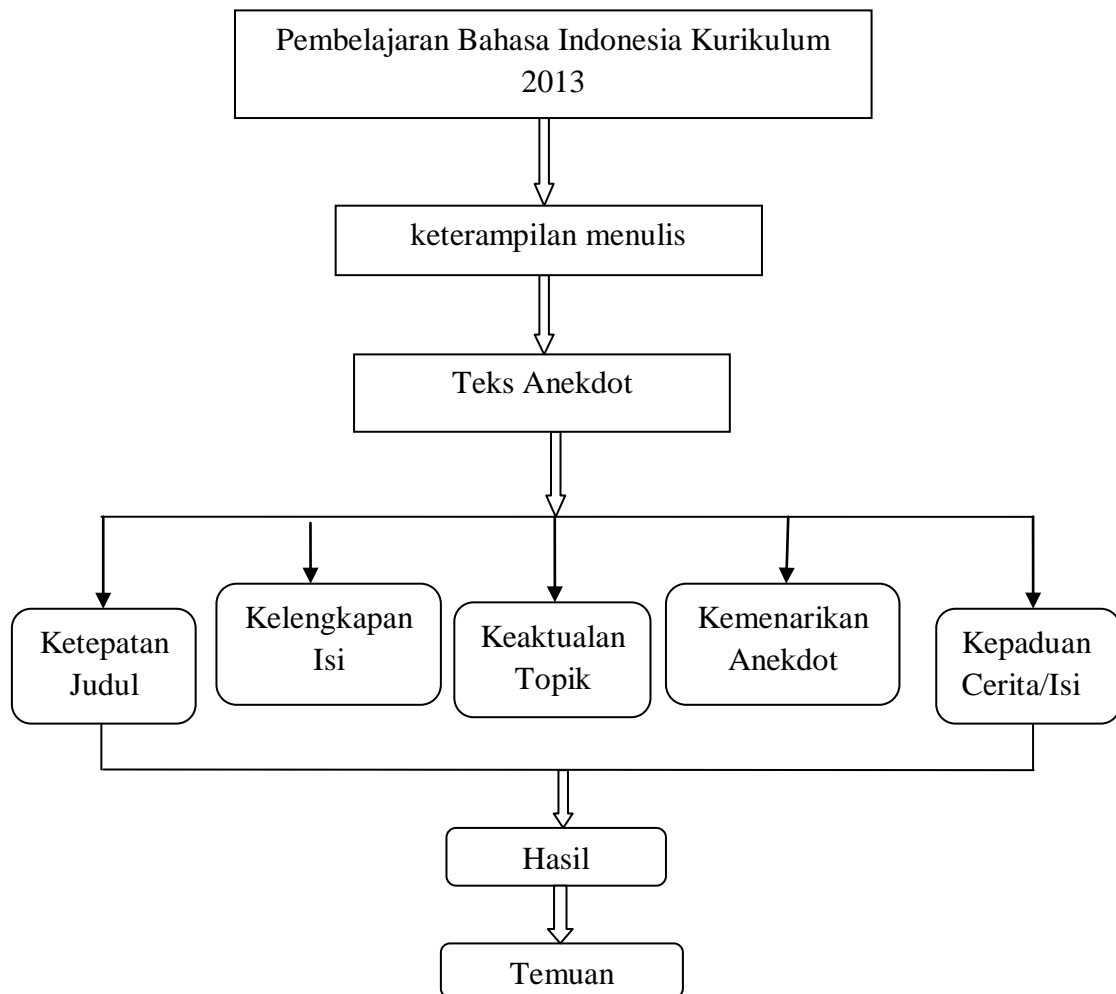 Pembelajaran Bahasa Indonesia Kurikulum
2013
keterampilan menulis
Teks Anekdot
Ketepatan
Judul
Kelengkapan
Isi
Keaktualan
Topik
Kemenarikan
Anekdot
Kepaduan
Cerita/Isi
Hasil
Temuan